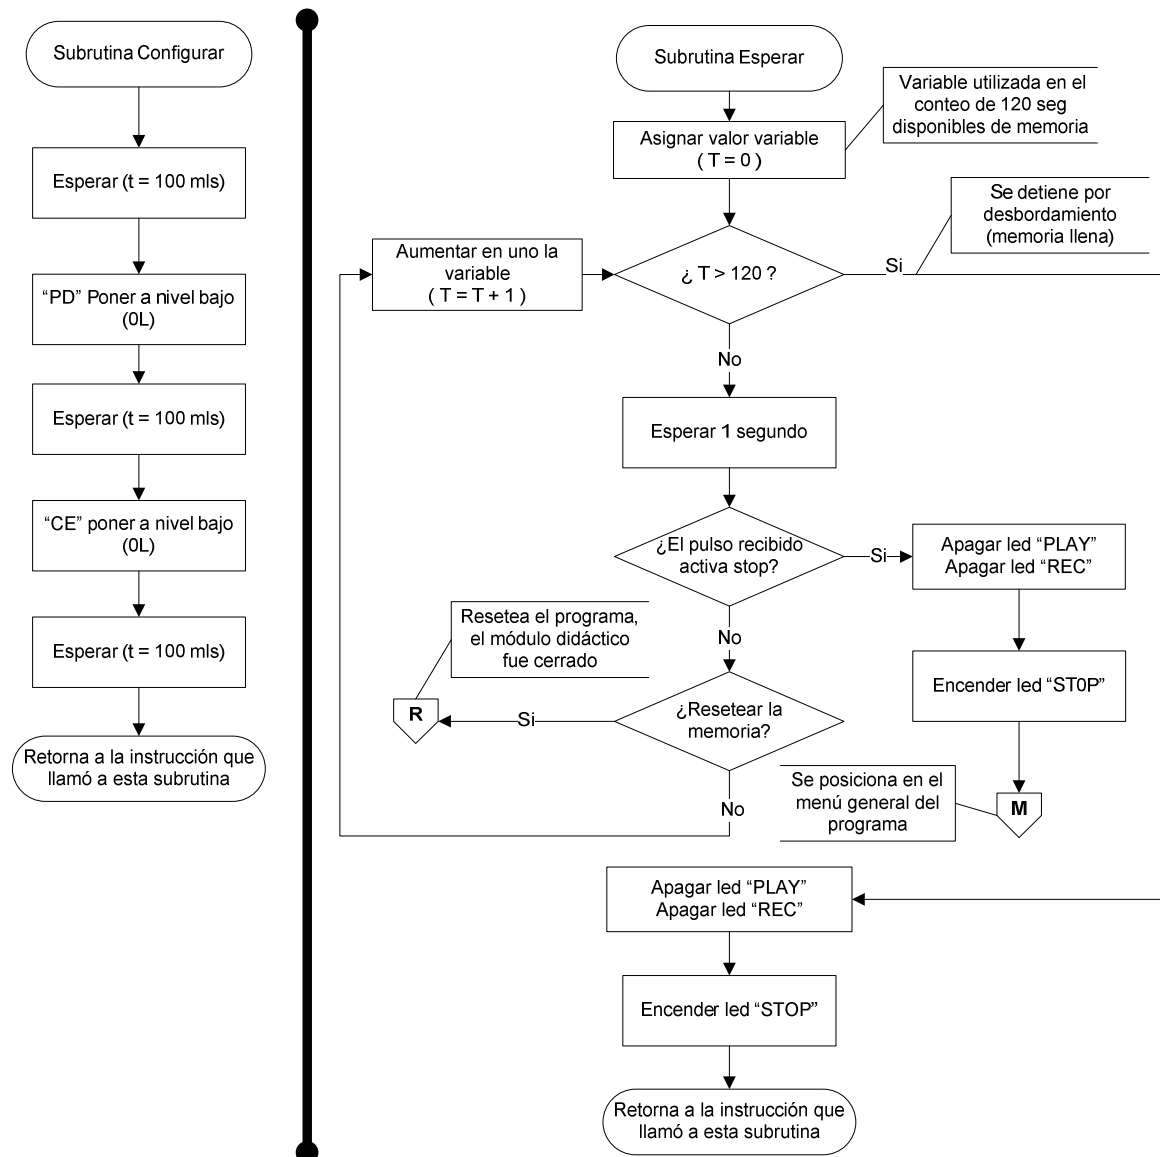 Subrutina Configurar
Esperar (t = 100 mls)
“PD” Poner a nivel bajo
(0L)
Esperar (t = 100 mls)
“CE” poner a nivel bajo
(0L)
Esperar (t = 100 mls)
Retorna a la instrucción que
llamó a esta subrutina
Subrutina Esperar
Asignar valor variable
( T = 0 )
Variable utilizada en el
conteo de 120 seg
disponibles de memoria
Aumentar en uno la
variable
( T = T + 1 )
¿ T > 120 ?
Si
Se detiene por
desbordamiento
(memoria llena)
No
Esperar 1 segundo
¿El pulso recibido
activa stop?
Si
Apagar led “PLAY”
Apagar led “REC”
No
Encender led “ST0P”
Resetea el programa,
el módulo didáctico
fue cerrado
¿Resetear la
memoria?
Si
R
No
Se posiciona en el
menú general del
programa
M
Apagar led “PLAY”
Apagar led “REC”
Encender led “STOP”
Retorna a la instrucción que
llamó a esta subrutina